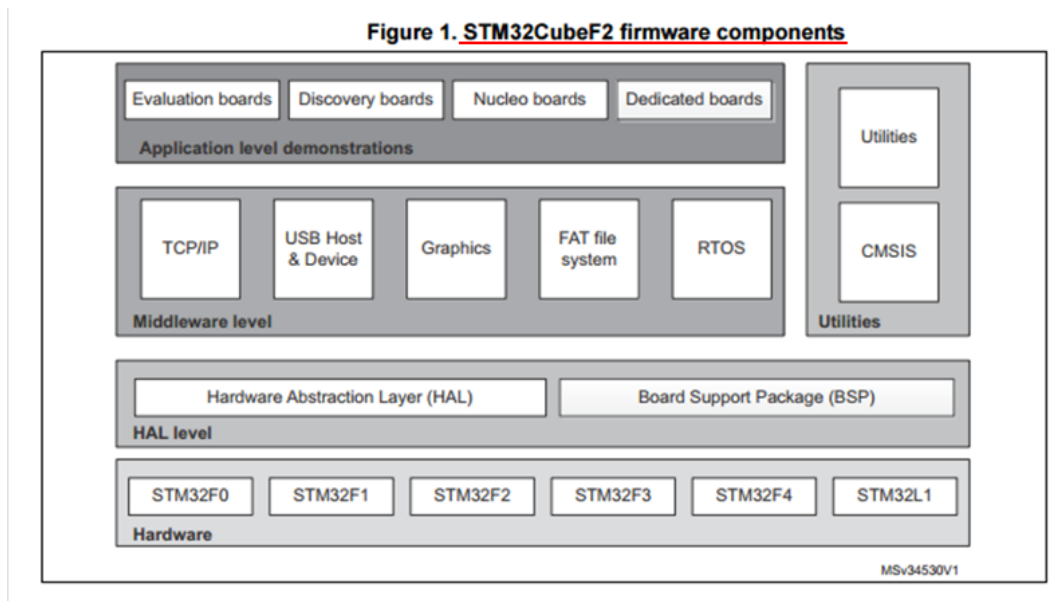 Figure 1. STM32CubeF2 firmware components
Evaluation boards
Discovery boards
Nucleo boards
Dedicated boards
Application level demonstrations
Utilities
CMSIS
Utilities
TCP/IP
USB Host
& Device
Graphics
FAT file
system
RTOS
Middleware level
Hardware Abstraction Layer (HAL)
Board Support Package (BSP)
HAL level
STM32F0
STM32F1
STM32F2
STM32F3
STM32F4
STM32L1
Hardware
MSv34530V1